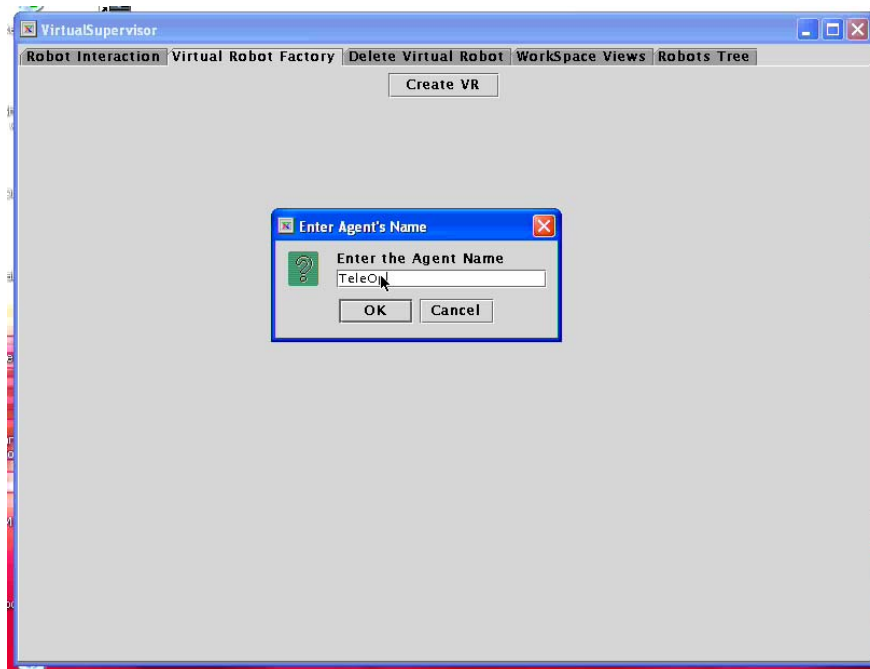 VirtualSupervisor
Robot Interaction Virtual Robot Factory Delete Virtual Robot WorkSpace Views Robots Tree
Create VR
Enter Agent's Name
Enter the Agent Name
OK Cancel